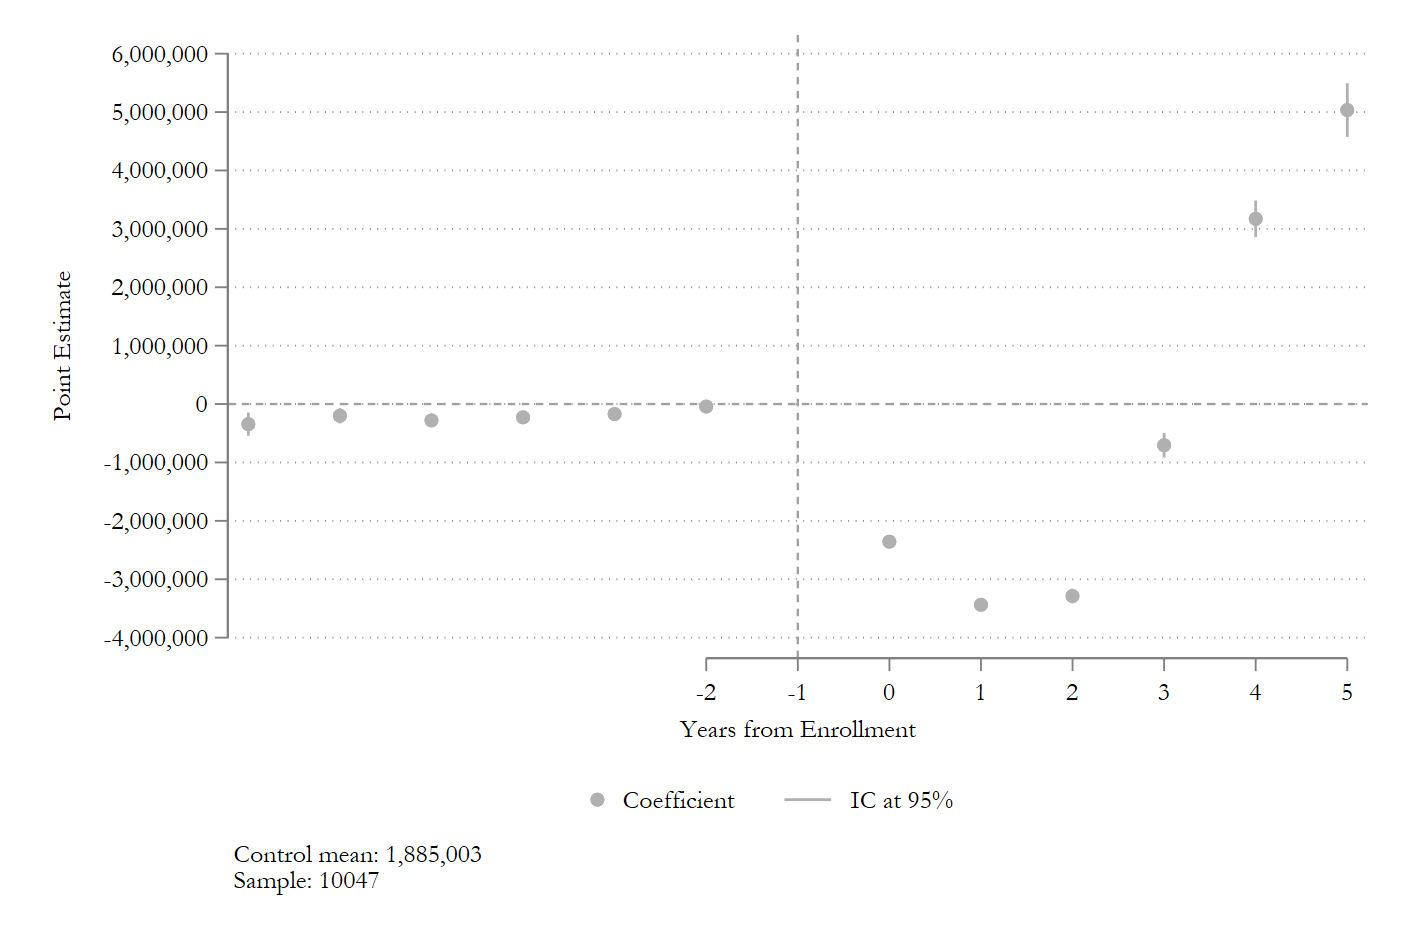 6,000,000
5,000,000
4,000,000
3,000,000
2,000,000
1,000,000
0
-1,000,000
-2,000,000
-3,000,000
-4,000,000
Point Estimate
-2 -1 0 1 2 3 4 5
Years from Enrollment
Coefficient IC at 95%
Control mean: 1,885,003
Sample: 10047